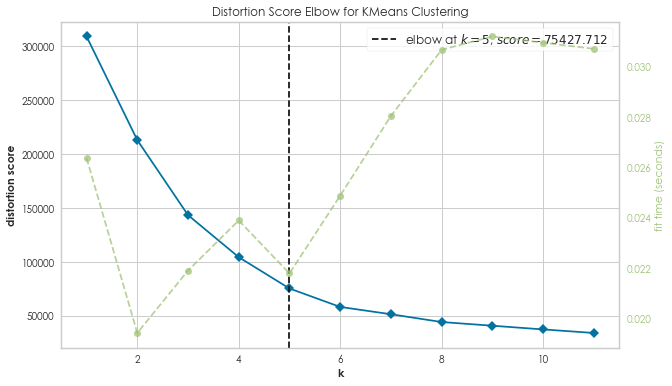 Distortion Score Elbow for KMeans Clustering
elbow at k = 5, score = 75427.712
300000
250000
200000
150000
100000
50000
distortion score
0.030
0.028
0.026
0.024
0.022
0.020
fit time (seconds)
2 4 6 8 10
k